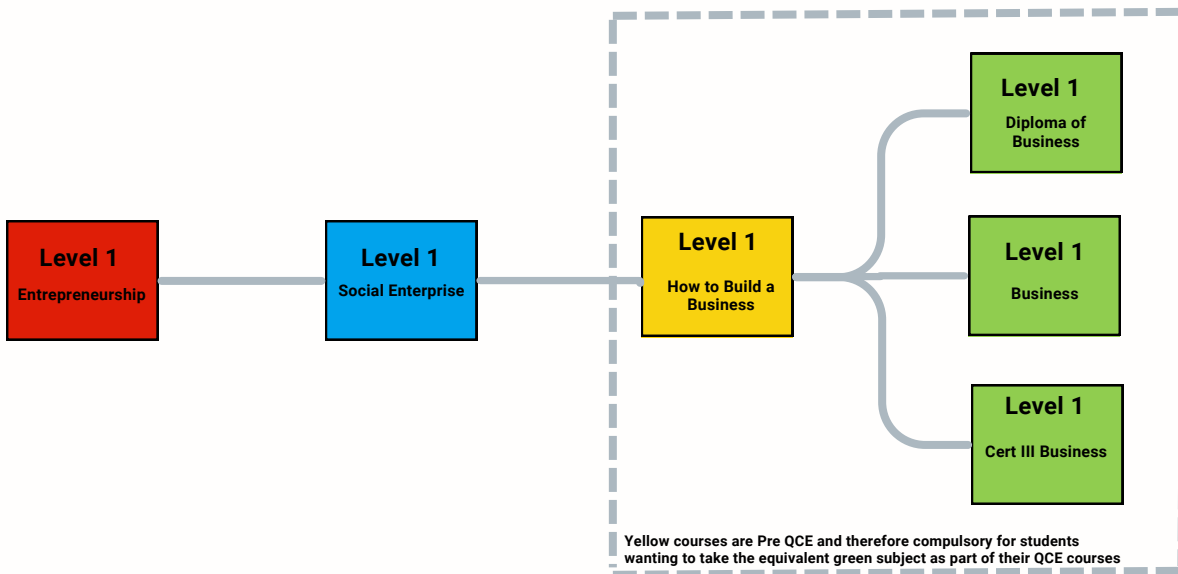 Level 1
Entrepreneurship
Level 1
Social Enterprise
Level 1
How to Build a
Business
Level 1
Diploma of
Business
Level 1
Business
Level 1
Cert III Business
Yellow courses are Pre QCE and therefore compulsory for students
wanting to take the equivalent green subject as part of their QCE courses